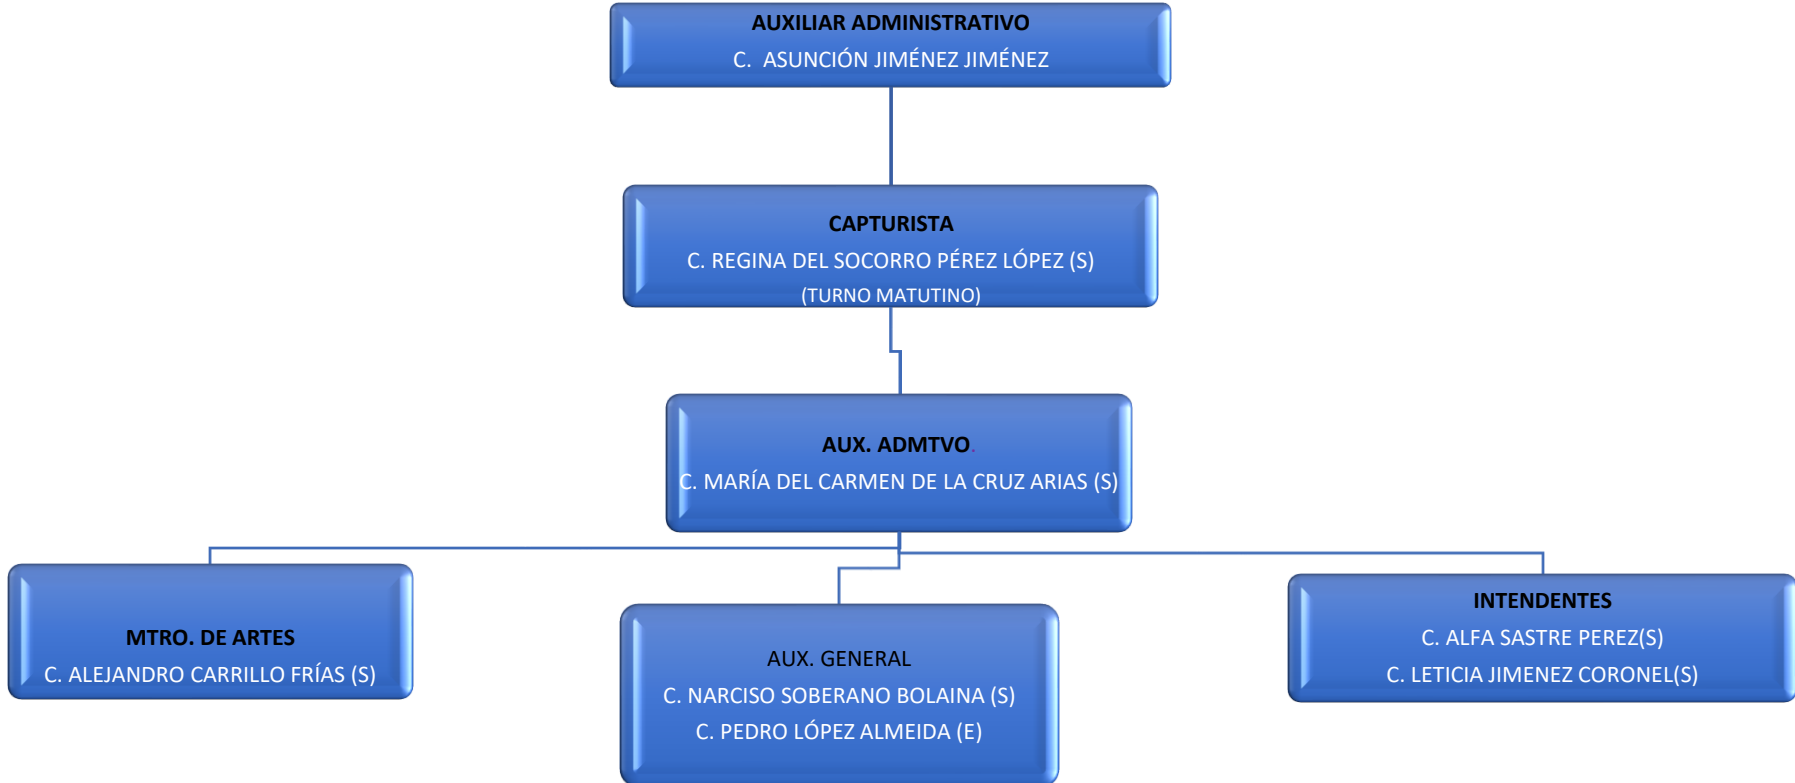 AUXILIAR ADMINISTRATIVO
C. ASUNCIÓN JIMÉNEZ JIMÉNEZ
CAPTURISTA
C. REGINA DEL SOCORRO PÉREZ LÓPEZ (S)
(TURNO MATUTINO)
AUX. ADMTVO.
C. MARÍA DEL CARMEN DE LA CRUZ ARIAS (S)
MTRO. DE ARTES
C. ALEJANDRO CARRILLO FRÍAS (S)
AUX. GENERAL
C. NARCISO SOBERANO BOLAINA (S)
C. PEDRO LÓPEZ ALMEIDA (E)
INTENDENTES
C. ALFA SASTRE PEREZ(S)
C. LETICIA JIMENEZ CORONEL(S)